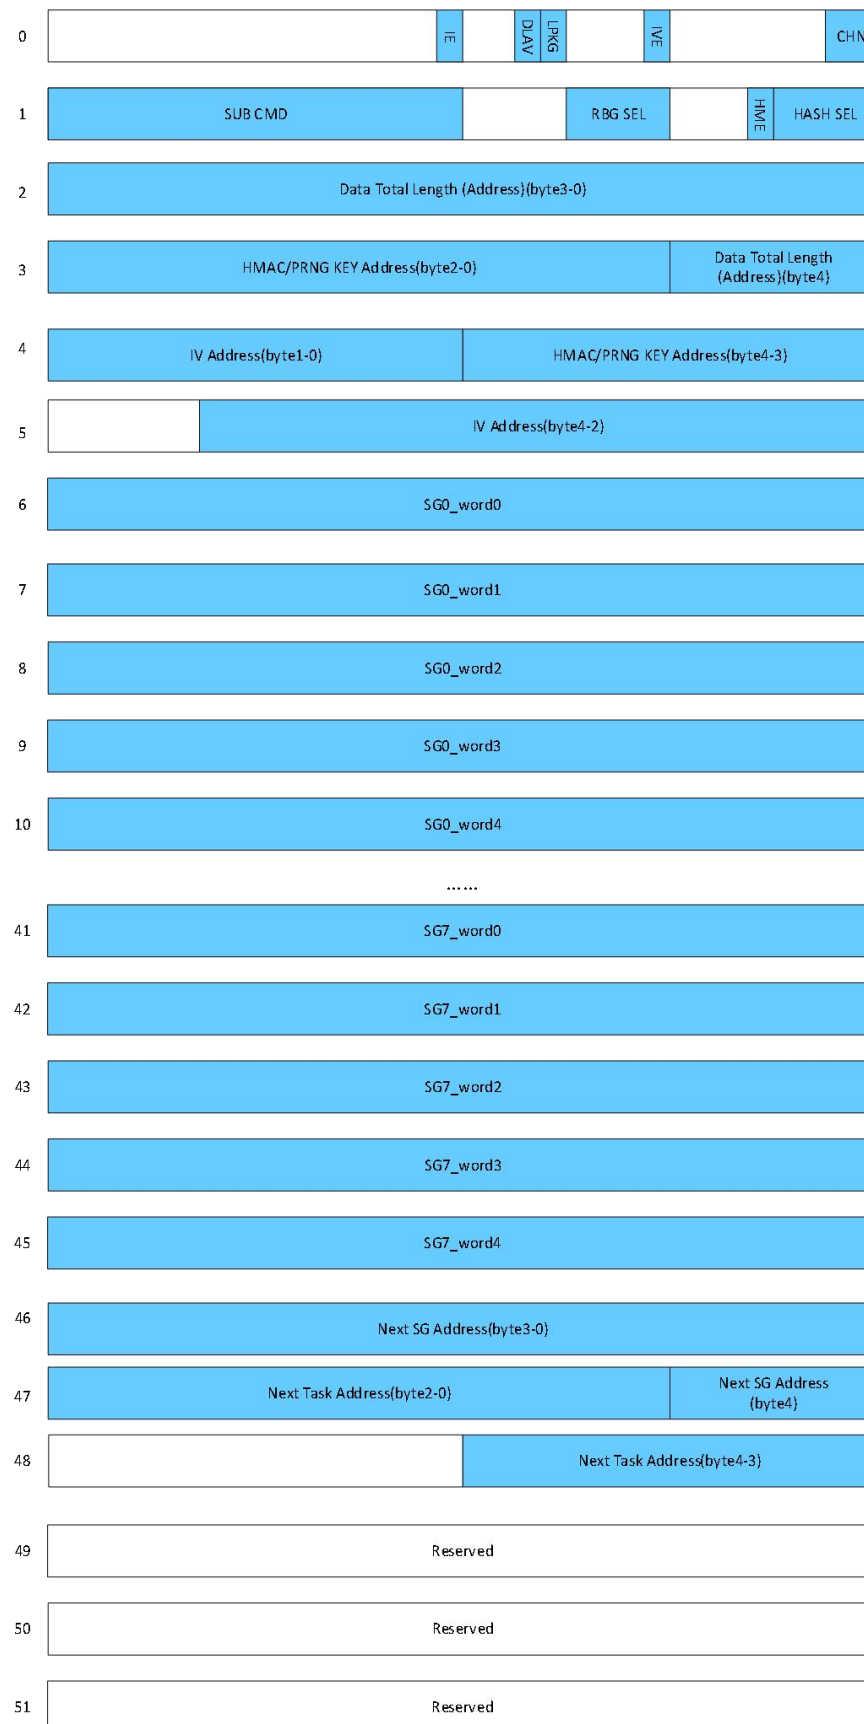 0
IE
DLAV
LPKG
IVE
CHN
1
SUB CMD
RBG SEL
HME
HASH SEL
2
Data Total Length (Address)(byte3-0)
3
HMAC/PRNG KEY Address(byte2-0)
Data Total Length
(Address)(byte4)
4
IV Address(byte1-0)
HMAC/PRNG KEY Address(byte4-3)
5
IV Address(byte4-2)
6
SG0_word0
7
SG0_word1
8
SG0_word2
9
SG0_word3
10
SG0_word4
......
41
SG7_word0
42
SG7_word1
43
SG7_word2
44
SG7_word3
45
SG7_word4
46
Next SG Address(byte3-0)
47
Next Task Address(byte2-0)
Next SG Address
(byte4)
48
Next Task Address(byte4-3)
49
Reserved
50
Reserved
51
Reserved